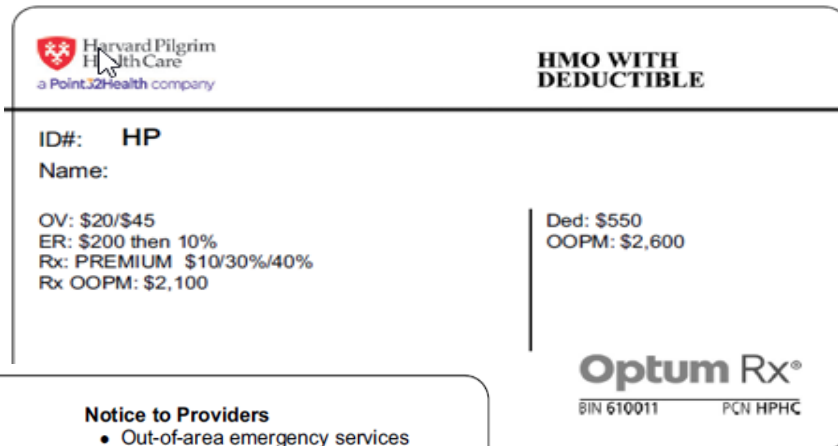 Harvard Pilgrim
Health Care
a Point32Health company
HMO WITH
DEDUCTIBLE
ID#: HP
Name:
OV: $20/$45
ER: $200 then 10%
Rx: PREMIUM $10/30%/40%
Rx OOPM: $2,100
Ded: $550
OOPM: $2,600
Optum Rx®
BIN 610011 PCN HPHC
Notice to Providers
• Out-of-area emergency services